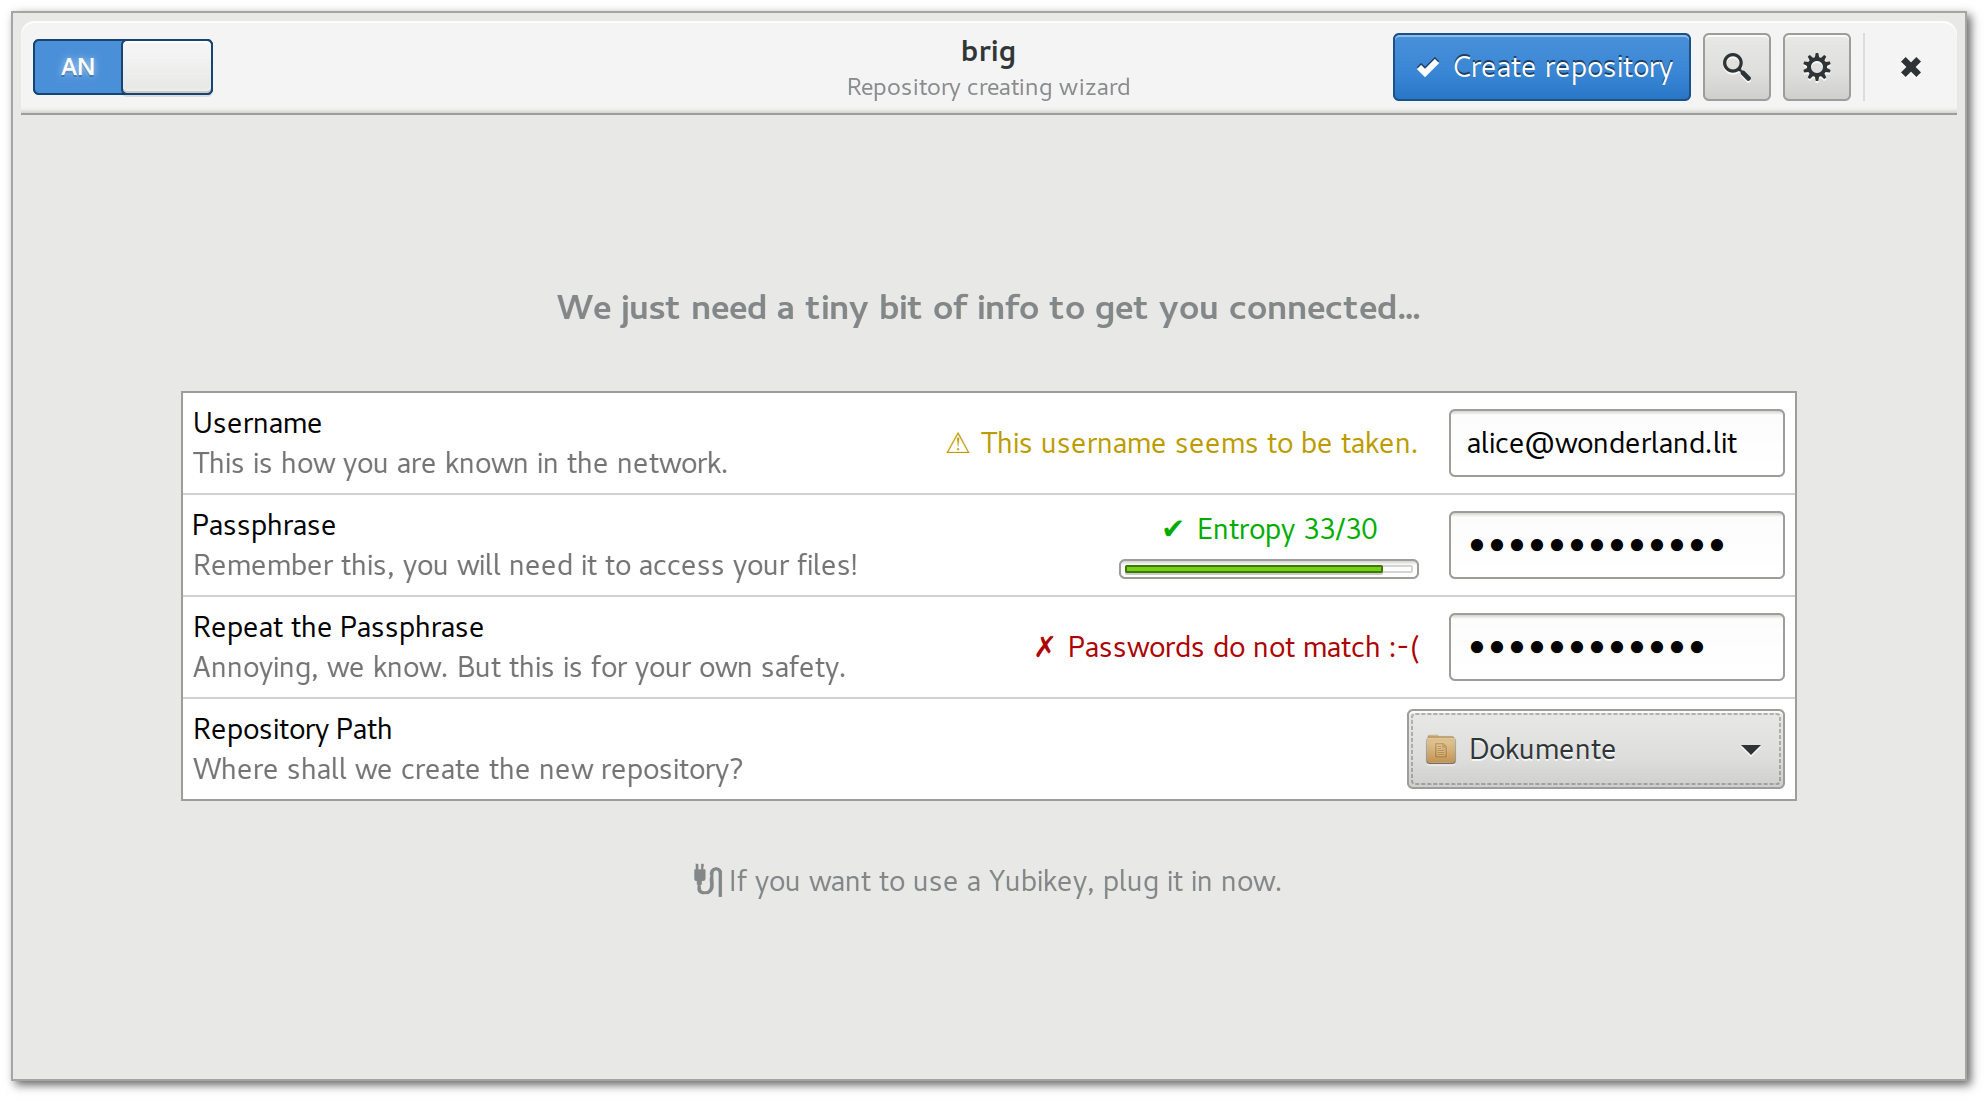 AN
brig
Repository creating wizard
✔ Create repository
We just need a tiny bit of info to get you connected...
Username
This is how you are known in the network.
⚠ This username seems to be taken.
alice@wonderland.lit
Passphrase
Remember this, you will need it to access your files!
✔ Entropy 33/30
●●●●●●●●●●●●●
Repeat the Passphrase
Annoying, we know. But this is for your own safety.
✗ Passwords do not match :-(
●●●●●●●●●●●●
Repository Path
Where shall we create the new repository?
Dokumente
If you want to use a Yubikey, plug it in now.